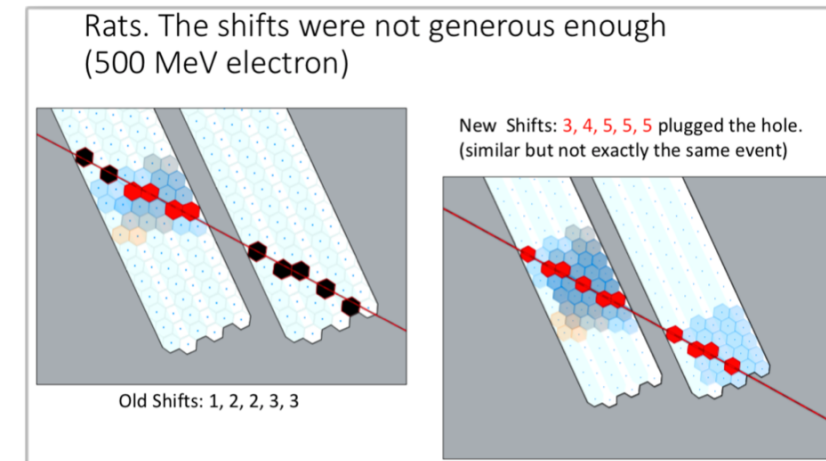 Rats. The shifts were not generous enough
(500 MeV electron)
New Shifts: 3, 4, 5, 5, 5 plugged the hole.
(similar but not exactly the same event)
Old Shifts: 1, 2, 2, 3, 3